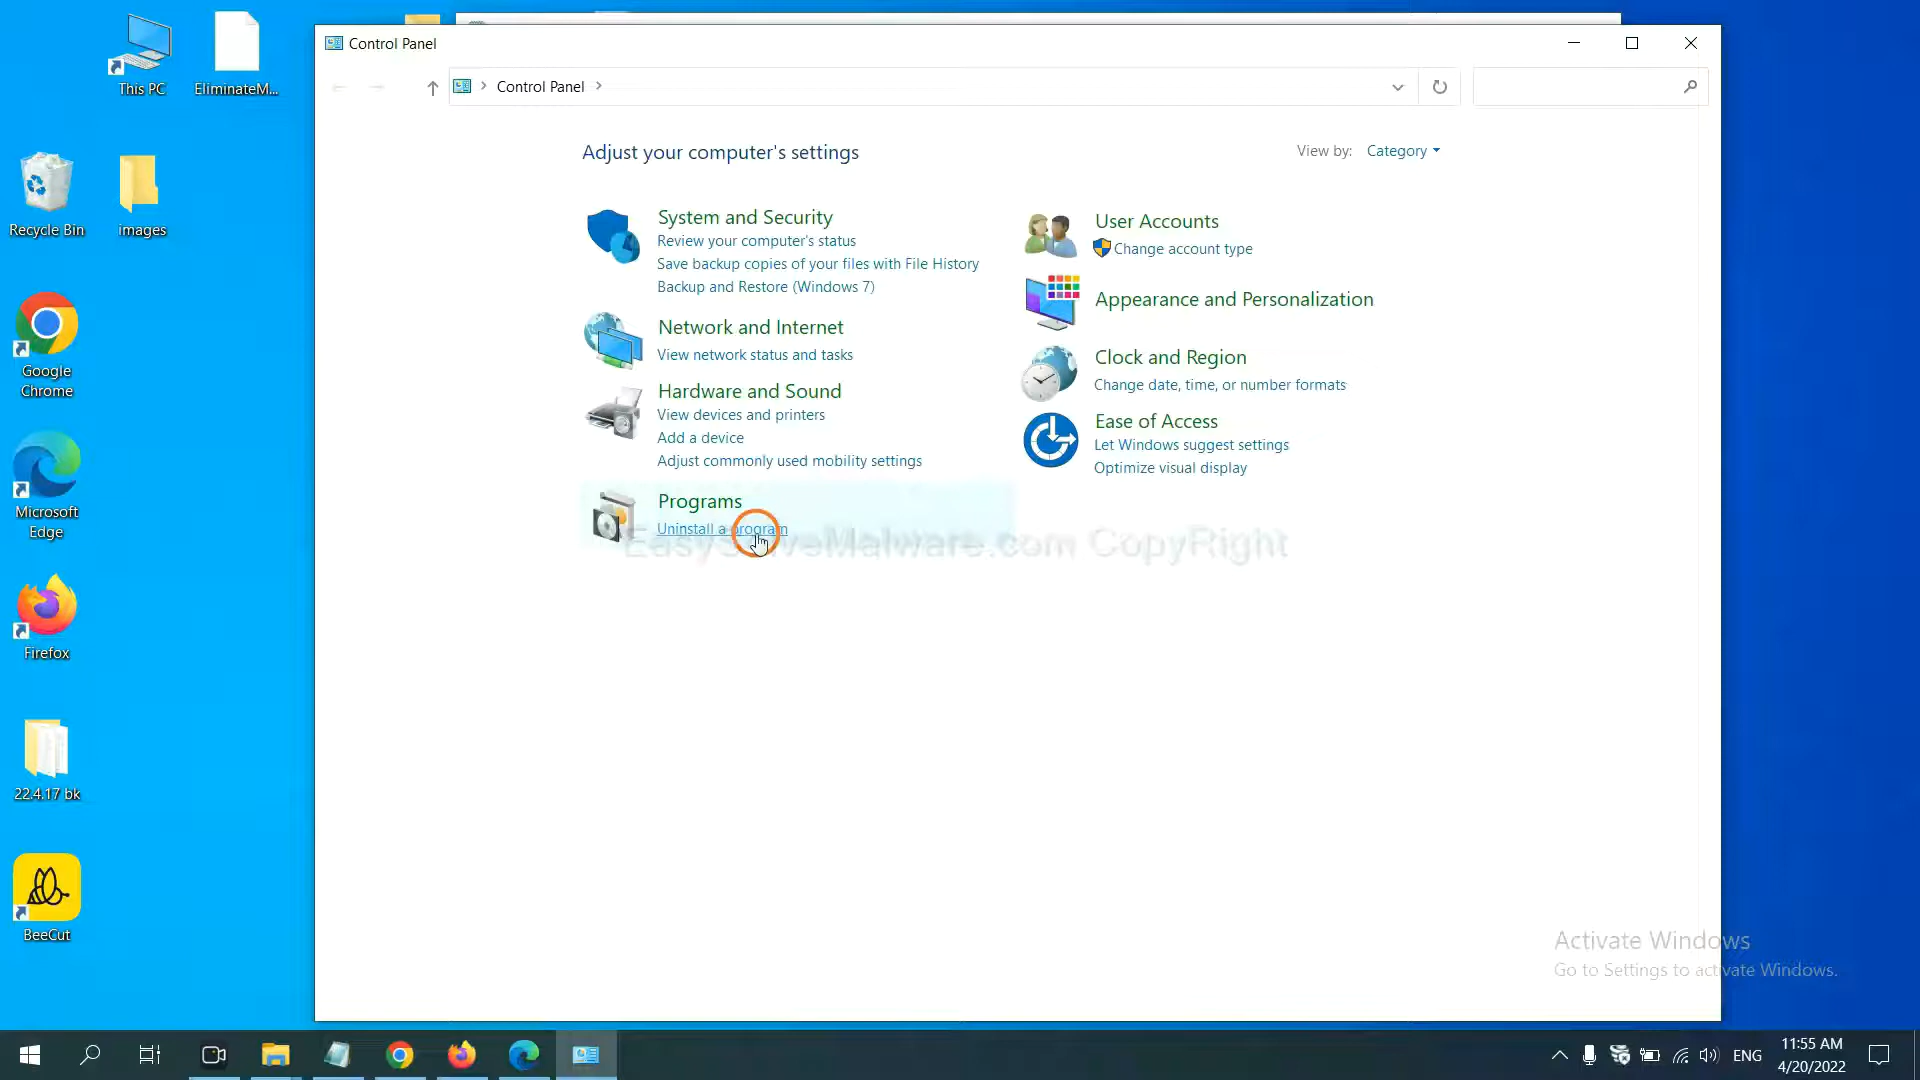 This PC
EliminateM...
Recycle Bin
images
Google
Chrome
Microsoft
Edge
Firefox
22.4.17 bk
BeeCut
Control Panel
Control Panel
Adjust your computer's settings
View by:
Category
System and Security
Review your computer's status
Save backup copies of your files with File History
Backup and Restore (Windows 7)
Network and Internet
View network status and tasks
Hardware and Sound
View devices and printers
Add a device
Adjust commonly used mobility settings
Programs
Uninstall a program
User Accounts
Change account type
Appearance and Personalization
Clock and Region
Change date, time, or number formats
Ease of Access
Let Windows suggest settings
Optimize visual display
EasySolveMalware.com CopyRight
Activate Windows
Go to Settings to activate Windows.
ENG
11:55 AM
4/20/2022